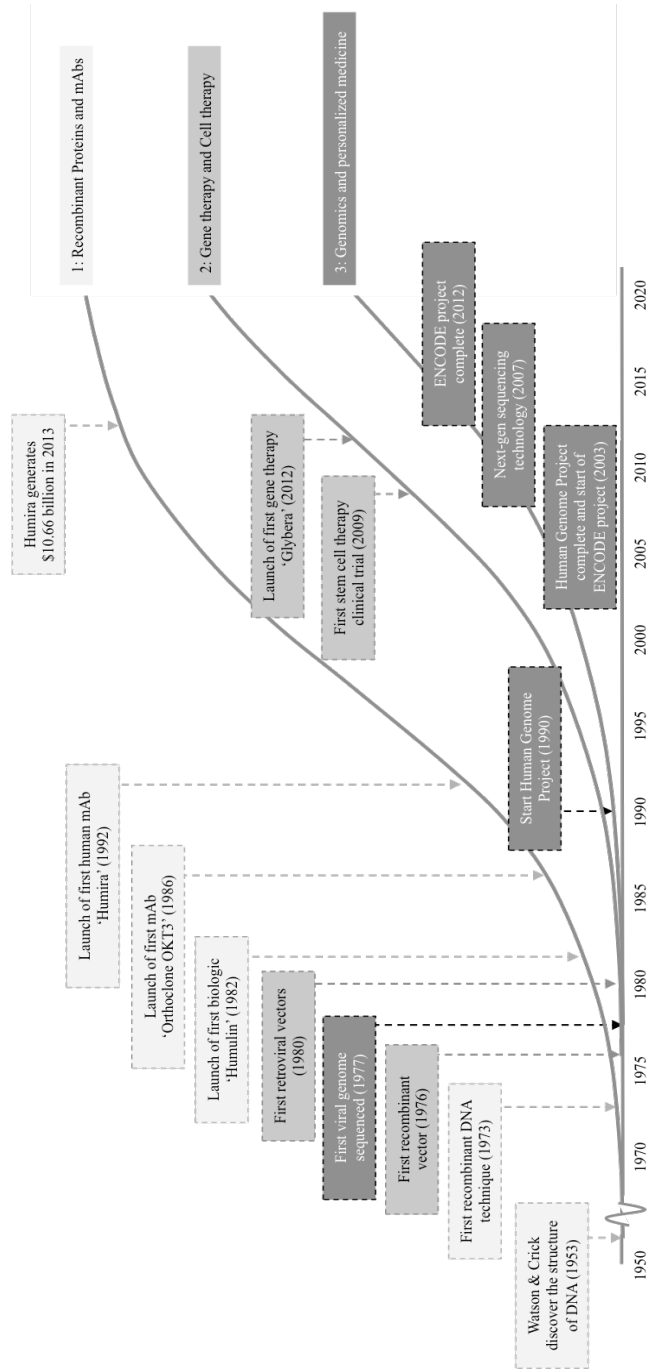 1: Recombinant Proteins and mAbs
2: Gene therapy and Cell therapy
3: Genomics and personalized medicine
Humira generates
$10.66 billion in 2013
Launch of first gene therapy
‘Glybera’ (2012)
First stem cell therapy
clinical trial (2009)
ENCODE project
complete (2012)
Next-gen sequencing
technology (2007)
Human Genome Project
complete and start of
ENCODE project (2003)
Launch of first human mAb
‘Humira’ (1992)
Launch of first mAb
‘Orthoclone OKT3’ (1986)
Launch of first biologic
‘Humulin’ (1982)
First retroviral vectors
(1980)
First viral genome
sequenced (1977)
First recombinant
vector (1976)
First recombinant DNA
technique (1973)
Watson & Crick
discover the structure
of DNA (1953)
Start Human Genome
Project (1990)
1950
1970
1975
1980
1985
1990
1995
2000
2005
2010
2015
2020